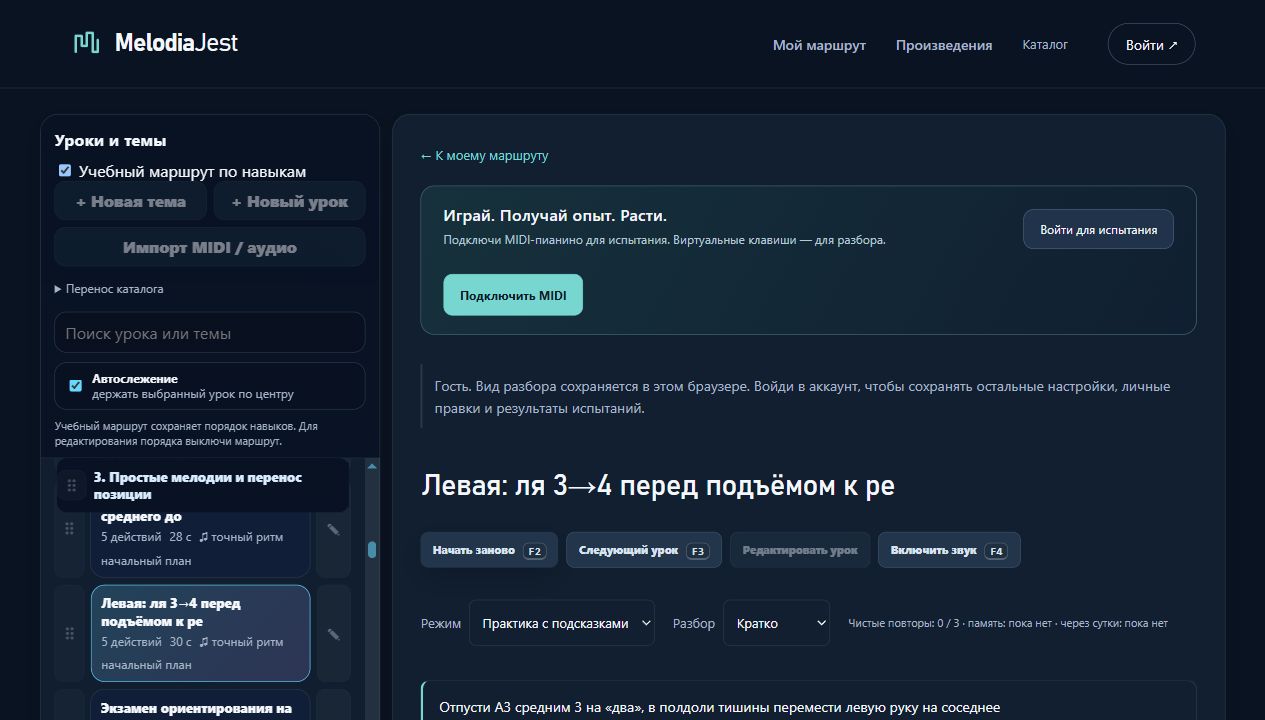 MelodiaJest
Мой маршрут
Произведения
Каталог
Войти ↗
Уроки и темы
Учебный маршрут по навыкам
+ Новая тема
+ Новый урок
Импорт MIDI / аудио
▶ Перенос каталога
Поиск урока или темы
Автослежение
держать выбранный урок по центру
Учебный маршрут сохраняет порядок навыков. Для
редактирования порядка выключи маршрут.
3. Простые мелодии и перенос
позиции
среднего до
5 действий 28 с ♫ точный ритм
начальный план
Левая: ля 3→4 перед
подъёмом к ре
5 действий 30 с ♫ точный ритм
начальный план
Экзамен ориентирования на
← К моему маршруту
Играй. Получай опыт. Расти.
Подключи MIDI-пианино для испытания. Виртуальные клавиши — для разбора.
Войти для испытания
Подключить MIDI
Гость. Вид разбора сохраняется в этом браузере. Войди в аккаунт, чтобы сохранять остальные настройки, личные
правки и результаты испытаний.
Левая: ля 3→4 перед подъёмом к ре
Начать заново F2
Следующий урок F3
Редактировать урок
Включить звук F4
Режим Практика с подсказками
Разбор Кратко
Чистые повторы: 0 / 3 · память: пока нет · через сутки: пока нет
Отпусти A3 средним 3 на «два», в полдоли тишины перемести левую руку на соседнее